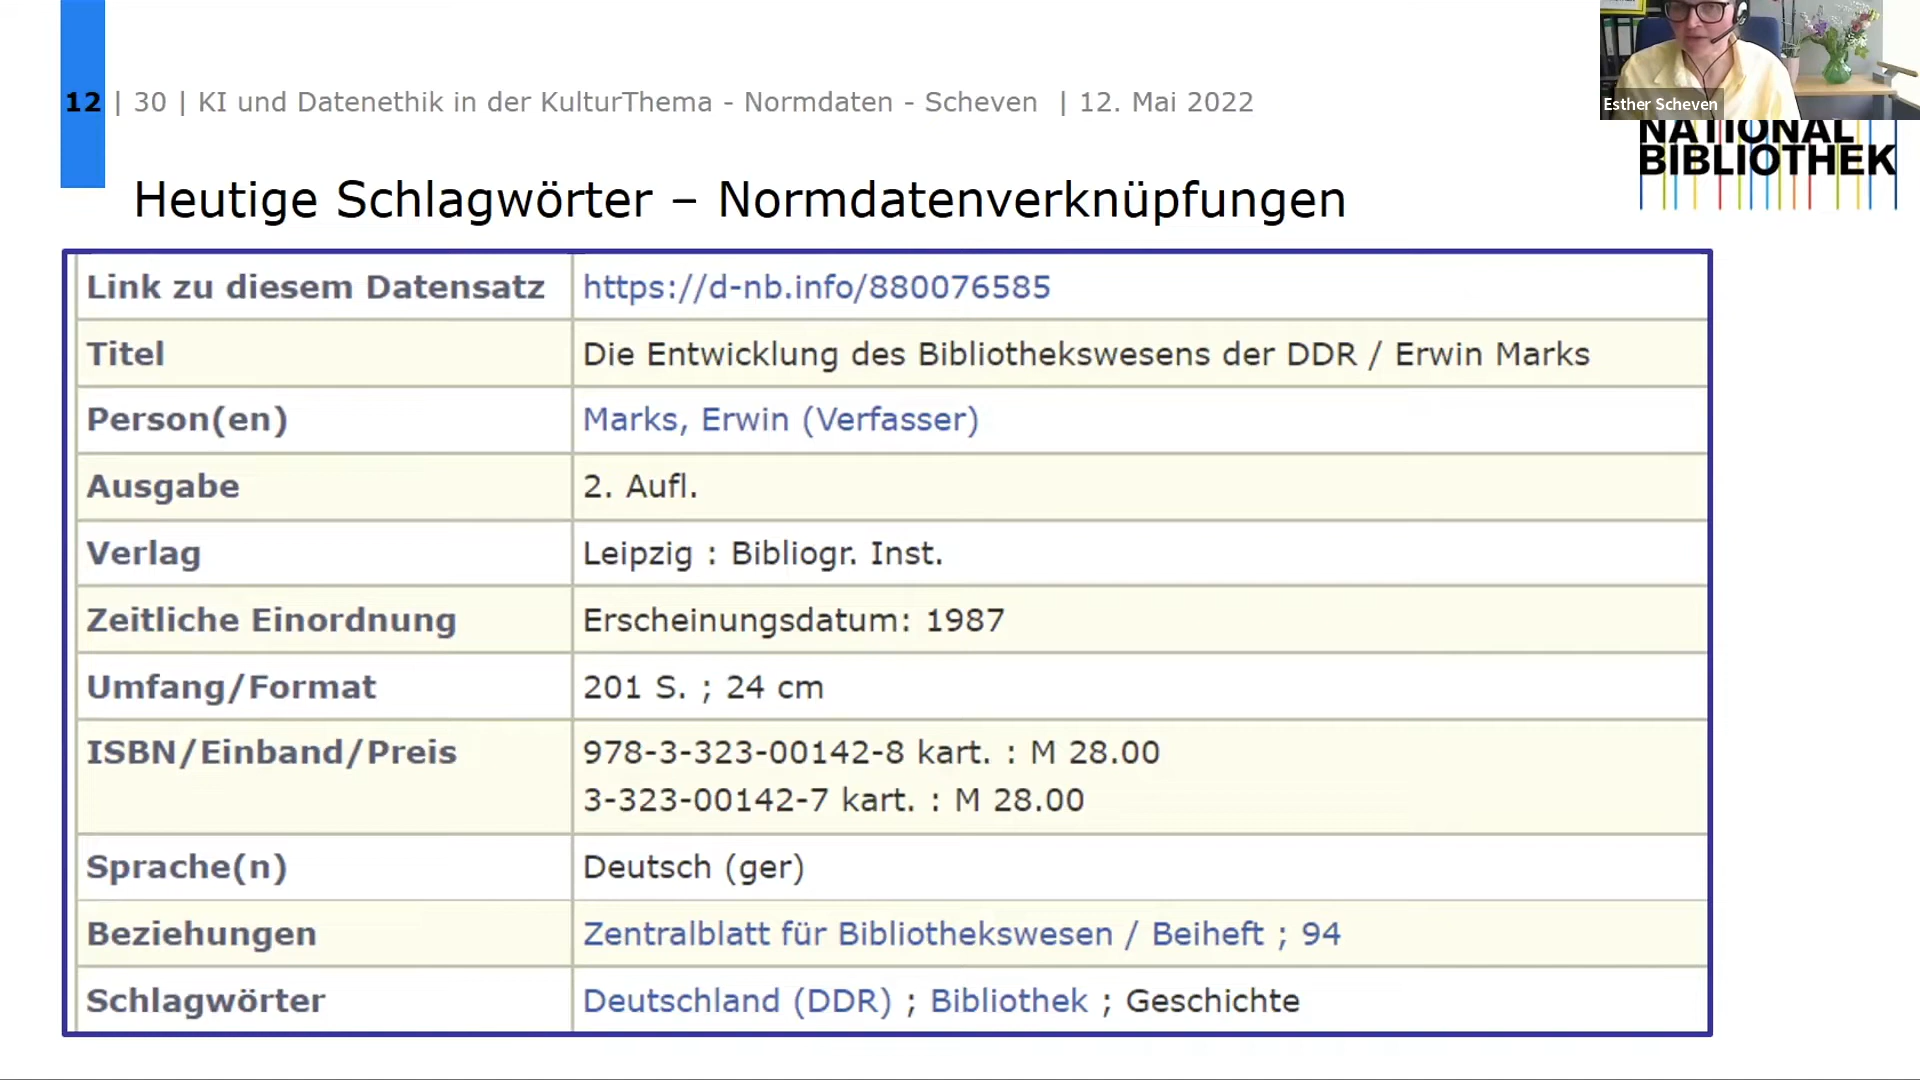 12 | 30 | KI und Datenethik in der KulturThema - Normdaten - Scheven | 12. Mai 2022
Esther Scheven
NATIONAL
BIBLIOTHEK
Heutige Schlagwörter – Normdatenverknüpfungen
Link zu diesem Datensatz https://d-nb.info/880076585
Titel Die Entwicklung des Bibliothekswesens der DDR / Erwin Marks
Person(en) Marks, Erwin (Verfasser)
Ausgabe 2. Aufl.
Verlag Leipzig : Bibliogr. Inst.
Zeitliche Einordnung Erscheinungsdatum: 1987
Umfang/Format 201 S. ; 24 cm
ISBN/Einband/Preis 978-3-323-00142-8 kart. : M 28.00
3-323-00142-7 kart. : M 28.00
Sprache(n) Deutsch (ger)
Beziehungen Zentralblatt für Bibliothekswesen / Beiheft ; 94
Schlagwörter Deutschland (DDR) ; Bibliothek ; Geschichte